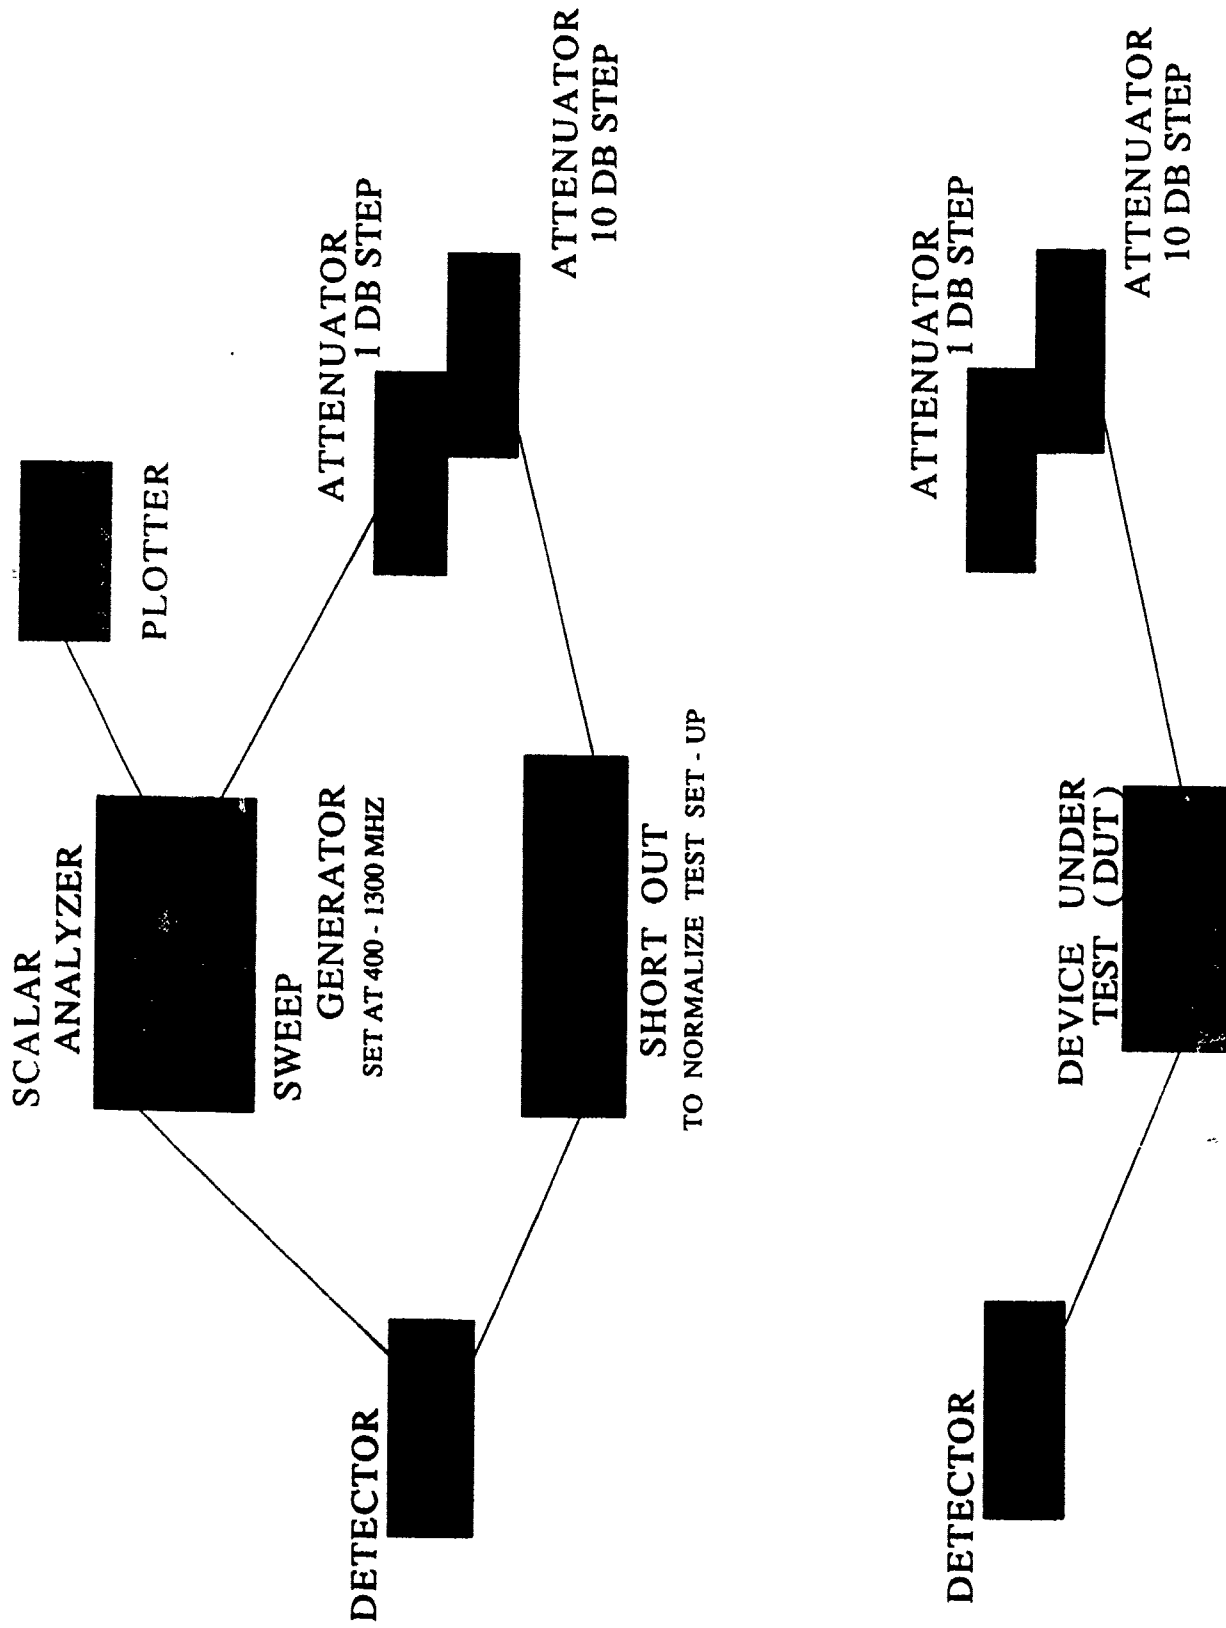 SCALAR
ANALYZER
PLOTTER
SWEEP
GENERATOR
SET AT 400 - 1300 MHZ
ATTENUATOR
1 DB STEP
ATTENUATOR
10 DB STEP
DETECTOR
SHORT OUT
TO NORMALIZE TEST SET - UP
ATTENUATOR
1 DB STEP
ATTENUATOR
10 DB STEP
DETECTOR
DEVICE UNDER
TEST (DUT)